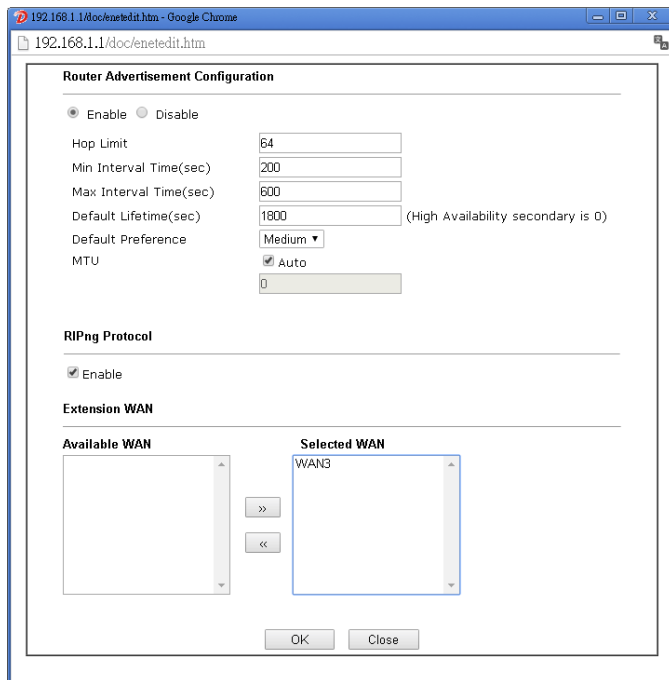 192.168.1.1/doc/enetedit.htm - Google Chrome
192.168.1.1/doc/enetedit.htm
Router Advertisement Configuration
Enable Disable
Hop Limit 64
Min Interval Time(sec) 200
Max Interval Time(sec) 600
Default Lifetime(sec) 1800 (High Availability secondary is 0)
Default Preference Medium
MTU Auto
0
RIPng Protocol
Enable
Extension WAN
Available WAN Selected WAN
WAN3
>>
<<
OK Close